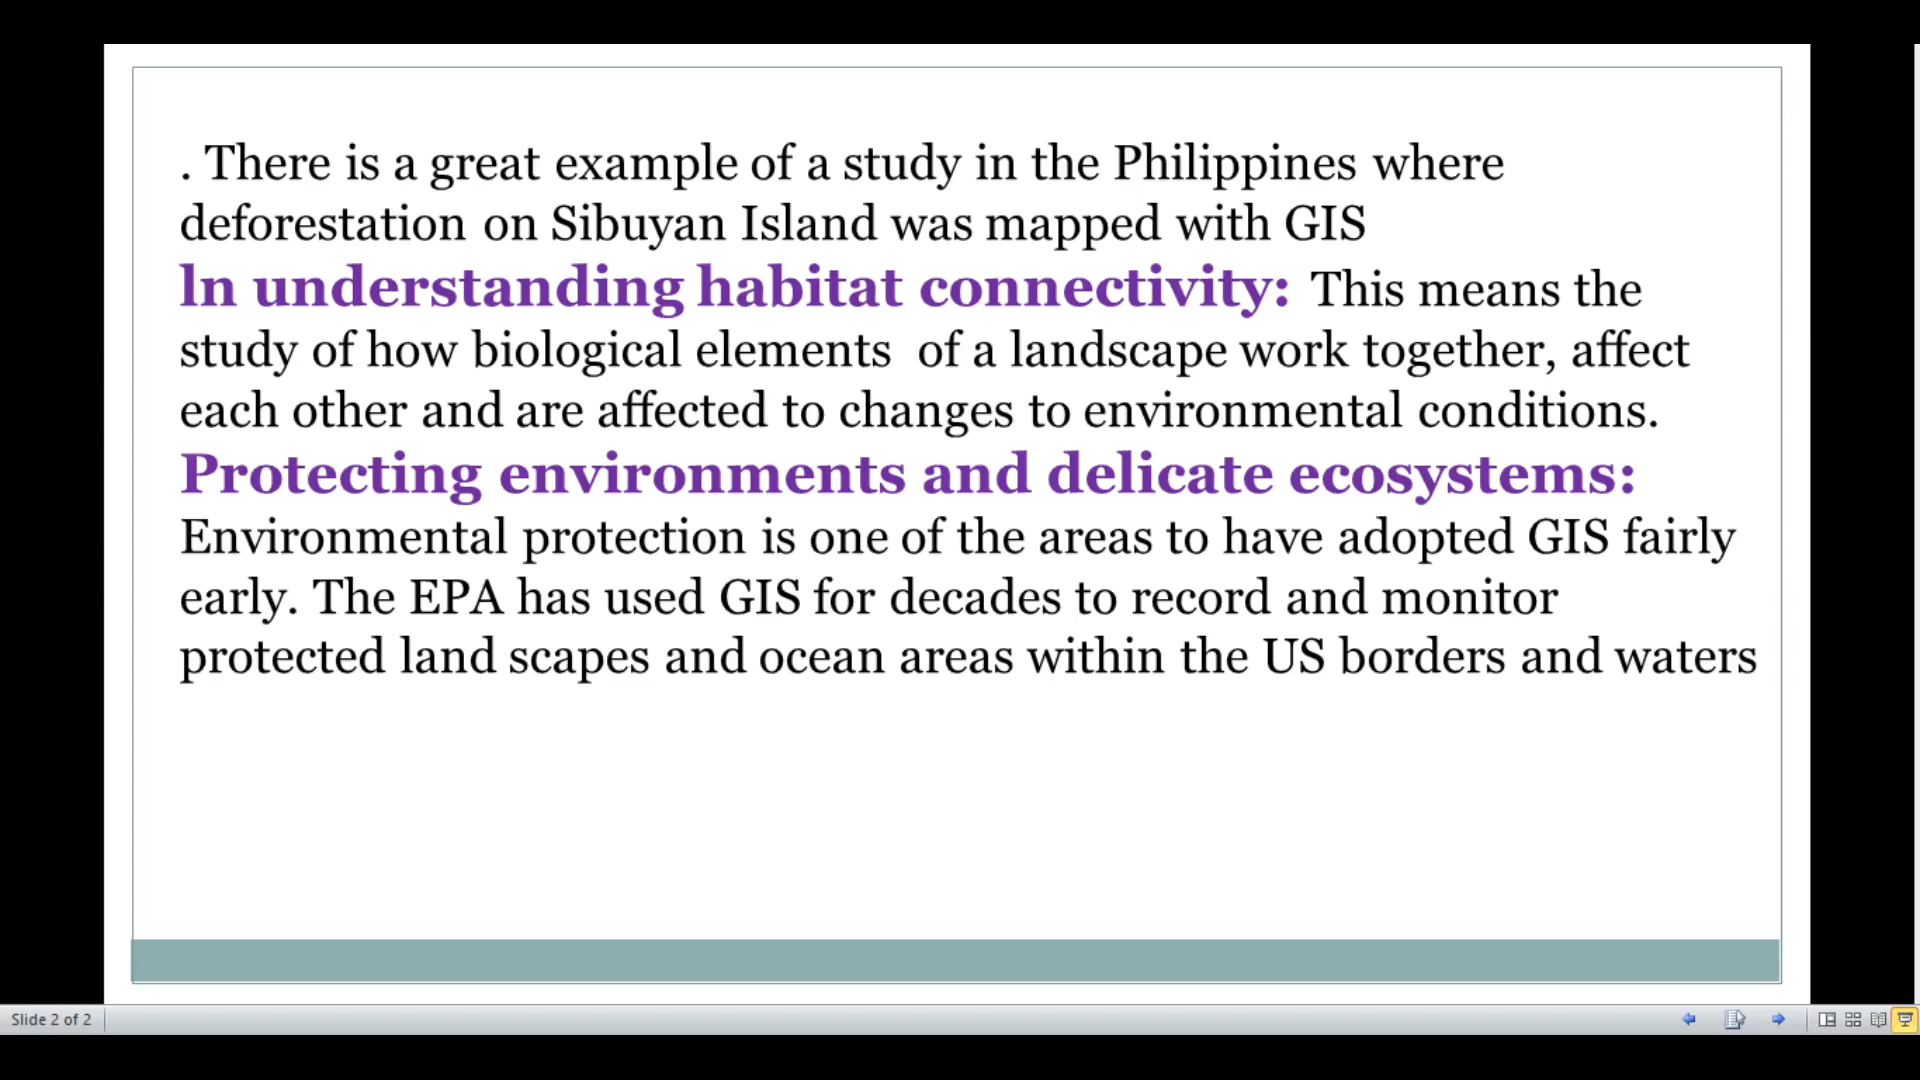 . There is a great example of a study in the Philippines where
deforestation on Sibuyan Island was mapped with GIS
ln understanding habitat connectivity: This means the
study of how biological elements  of a landscape work together, affect
each other and are affected to changes to environmental conditions.
Protecting environments and delicate ecosystems:
Environmental protection is one of the areas to have adopted GIS fairly
early. The EPA has used GIS for decades to record and monitor
protected land scapes and ocean areas within the US borders and waters
Slide 2 of 2